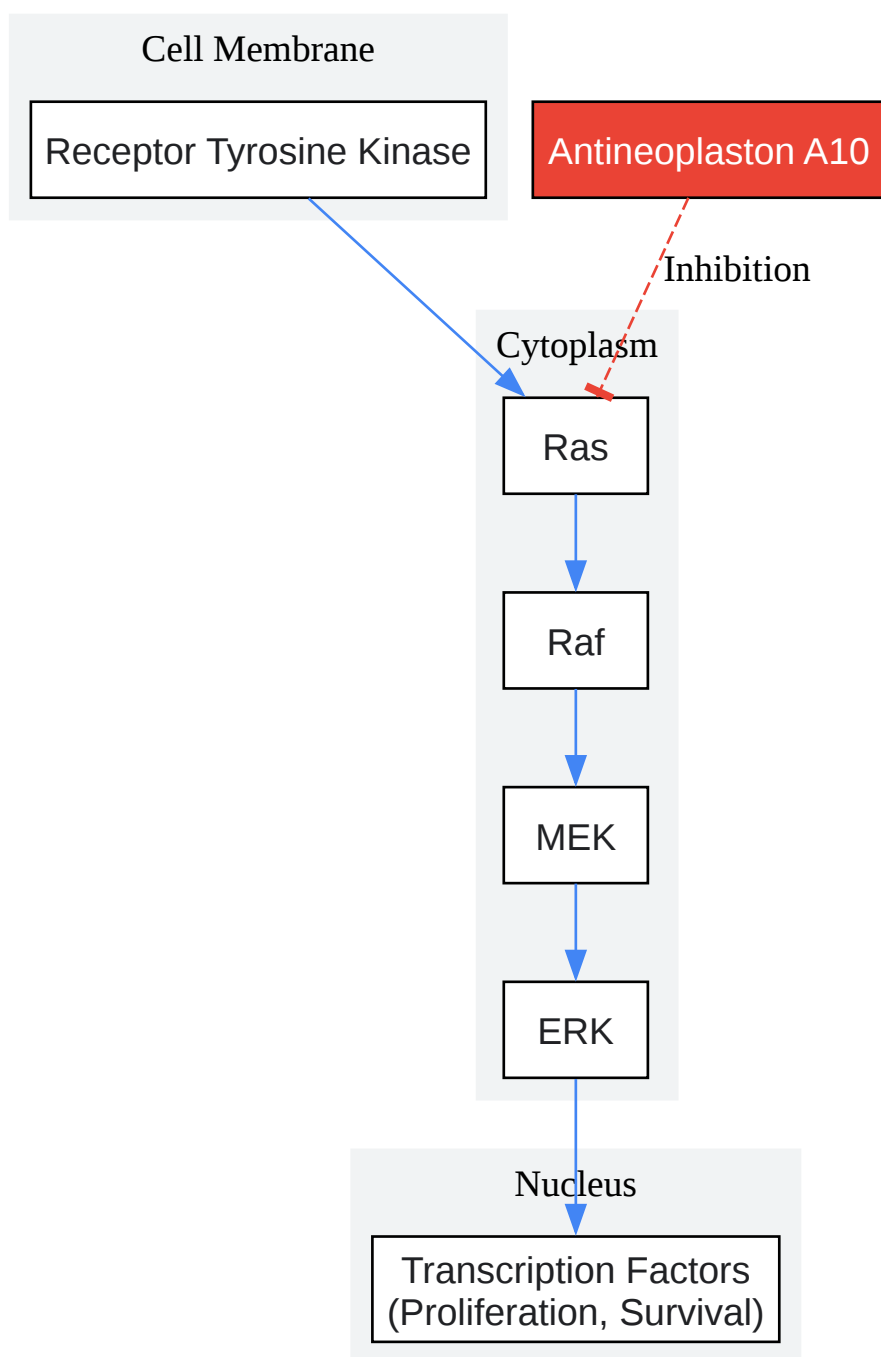 Cell Membrane
Receptor Tyrosine Kinase
Antineoplaston A10
Inhibition
Cytoplasm
Ras
Raf
MEK
ERK
Nucleus
Transcription Factors
(Proliferation, Survival)